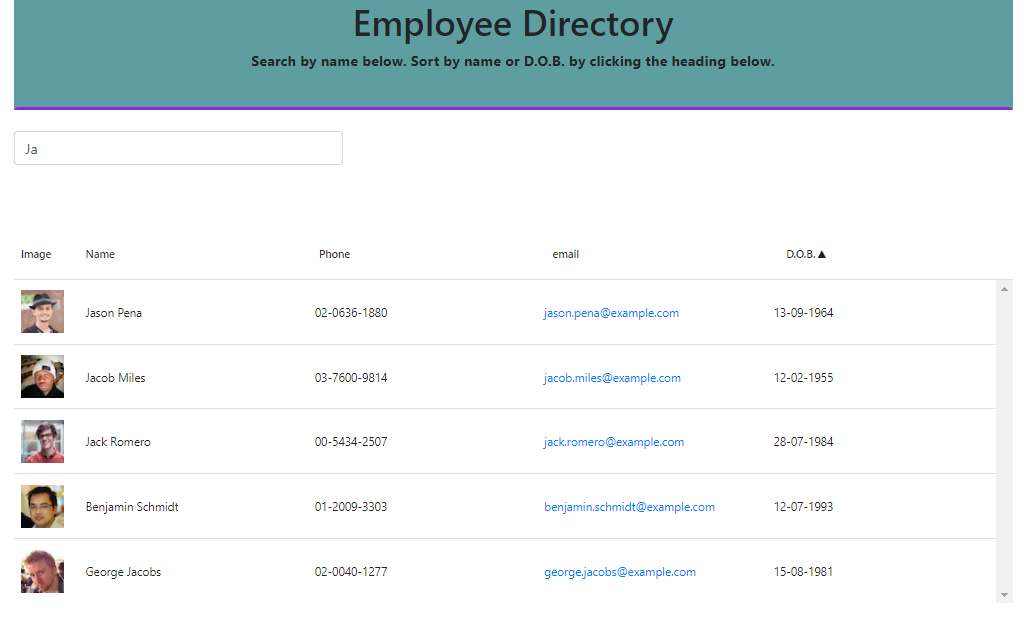 Employee Directory
Search by name below. Sort by name or D.O.B. by clicking the heading below.
Ja
Image Name Phone email D.O.B.▲
Jason Pena 02-0636-1880 jason.pena@example.com 13-09-1964
Jacob Miles 03-7600-9814 jacob.miles@example.com 12-02-1955
Jack Romero 00-5434-2507 jack.romero@example.com 28-07-1984
Benjamin Schmidt 01-2009-3303 benjamin.schmidt@example.com 12-07-1993
George Jacobs 02-0040-1277 george.jacobs@example.com 15-08-1981